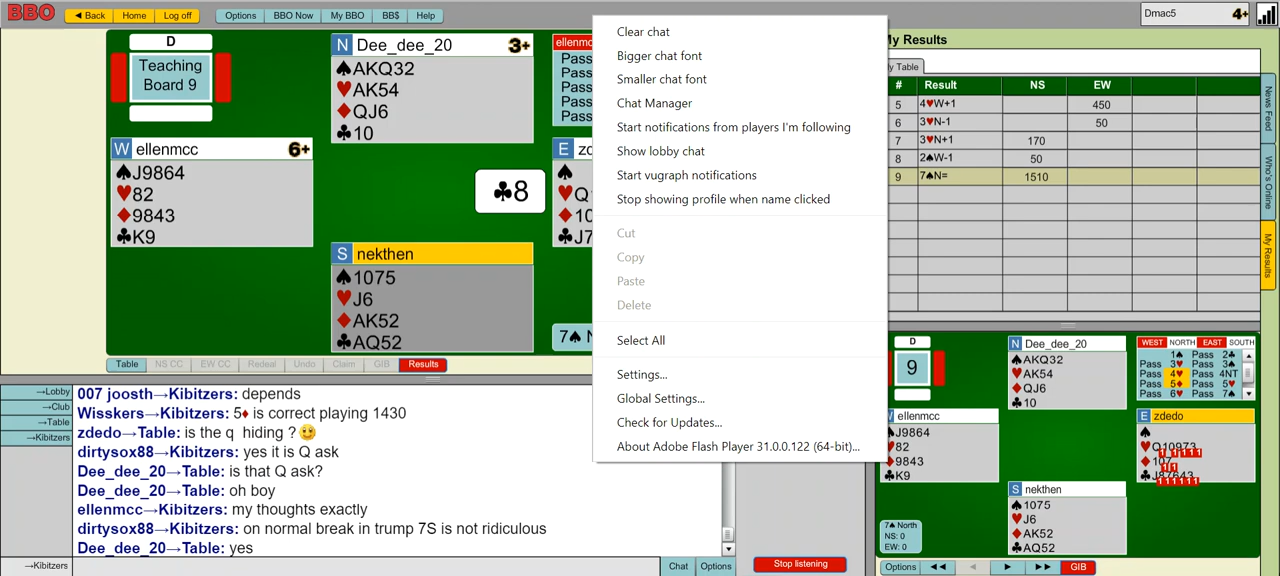 BBO
◄ Back
Home
Log off
Options
BBO Now
My BBO
BB$
Help
Dmac5
4+
D
Teaching
Board 9
N Dee_dee_20 3+
♠AKQ32
♥AK54
♦QJ6
♣10
ellenmcc
Pass
Pass
Pass
Pass
Pass
W ellenmcc 6+
♠J9864
♥82
♦9843
♣K9
♣8
E
♠
♥Q
♦10
♣J7
S nekthen
♠1075
♥J6
♦AK52
♣AQ52
7♠ N
Table
NS CC
EW CC
Redeal
Undo
Claim
GIB
Results
→Lobby
→Club
→Table
→Kibitzers
007 joosth→Kibitzers: depends
Wisskers→Kibitzers: 5♦ is correct playing 1430
zdedo→Table: is the q hiding ?
dirtysox88→Kibitzers: yes it is Q ask
Dee_dee_20→Table: is that Q ask?
Dee_dee_20→Table: oh boy
ellenmcc→Kibitzers: my thoughts exactly
dirtysox88→Kibitzers: on normal break in trump 7S is not ridiculous
Dee_dee_20→Table: yes
→Kibitzers
Chat
Options
Stop listening
Clear chat
Bigger chat font
Smaller chat font
Chat Manager
Start notifications from players I'm following
Show lobby chat
Start vugraph notifications
Stop showing profile when name clicked
Cut
Copy
Paste
Delete
Select All
Settings...
Global Settings...
Check for Updates...
About Adobe Flash Player 31.0.0.122 (64-bit)...
My Results
My Table
# Result NS EW
5 4♥W+1 450
6 3♥N-1 50
7 3♥N+1 170
8 2♠W-1 50
9 7♠N= 1510
News Feed
Who's Online
My Results
D
9
N Dee_dee_20
♠AKQ32
♥AK54
♦QJ6
♣10
WEST NORTH EAST SOUTH
1♠ Pass 2♣
Pass 3♥ Pass 3♠
Pass 4♥ Pass 4NT
Pass 5♦ Pass 5♥
Pass 6♥ Pass 7♠
ellenmcc
♠J9864
♥82
♦9843
♣K9
E zdedo
♠
♥Q10973
♦107
♣J87643
S nekthen
♠1075
♥J6
♦AK52
♣AQ52
7♠ North
NS: 0
EW: 0
Options
◄◄
◄
►
►►
GIB